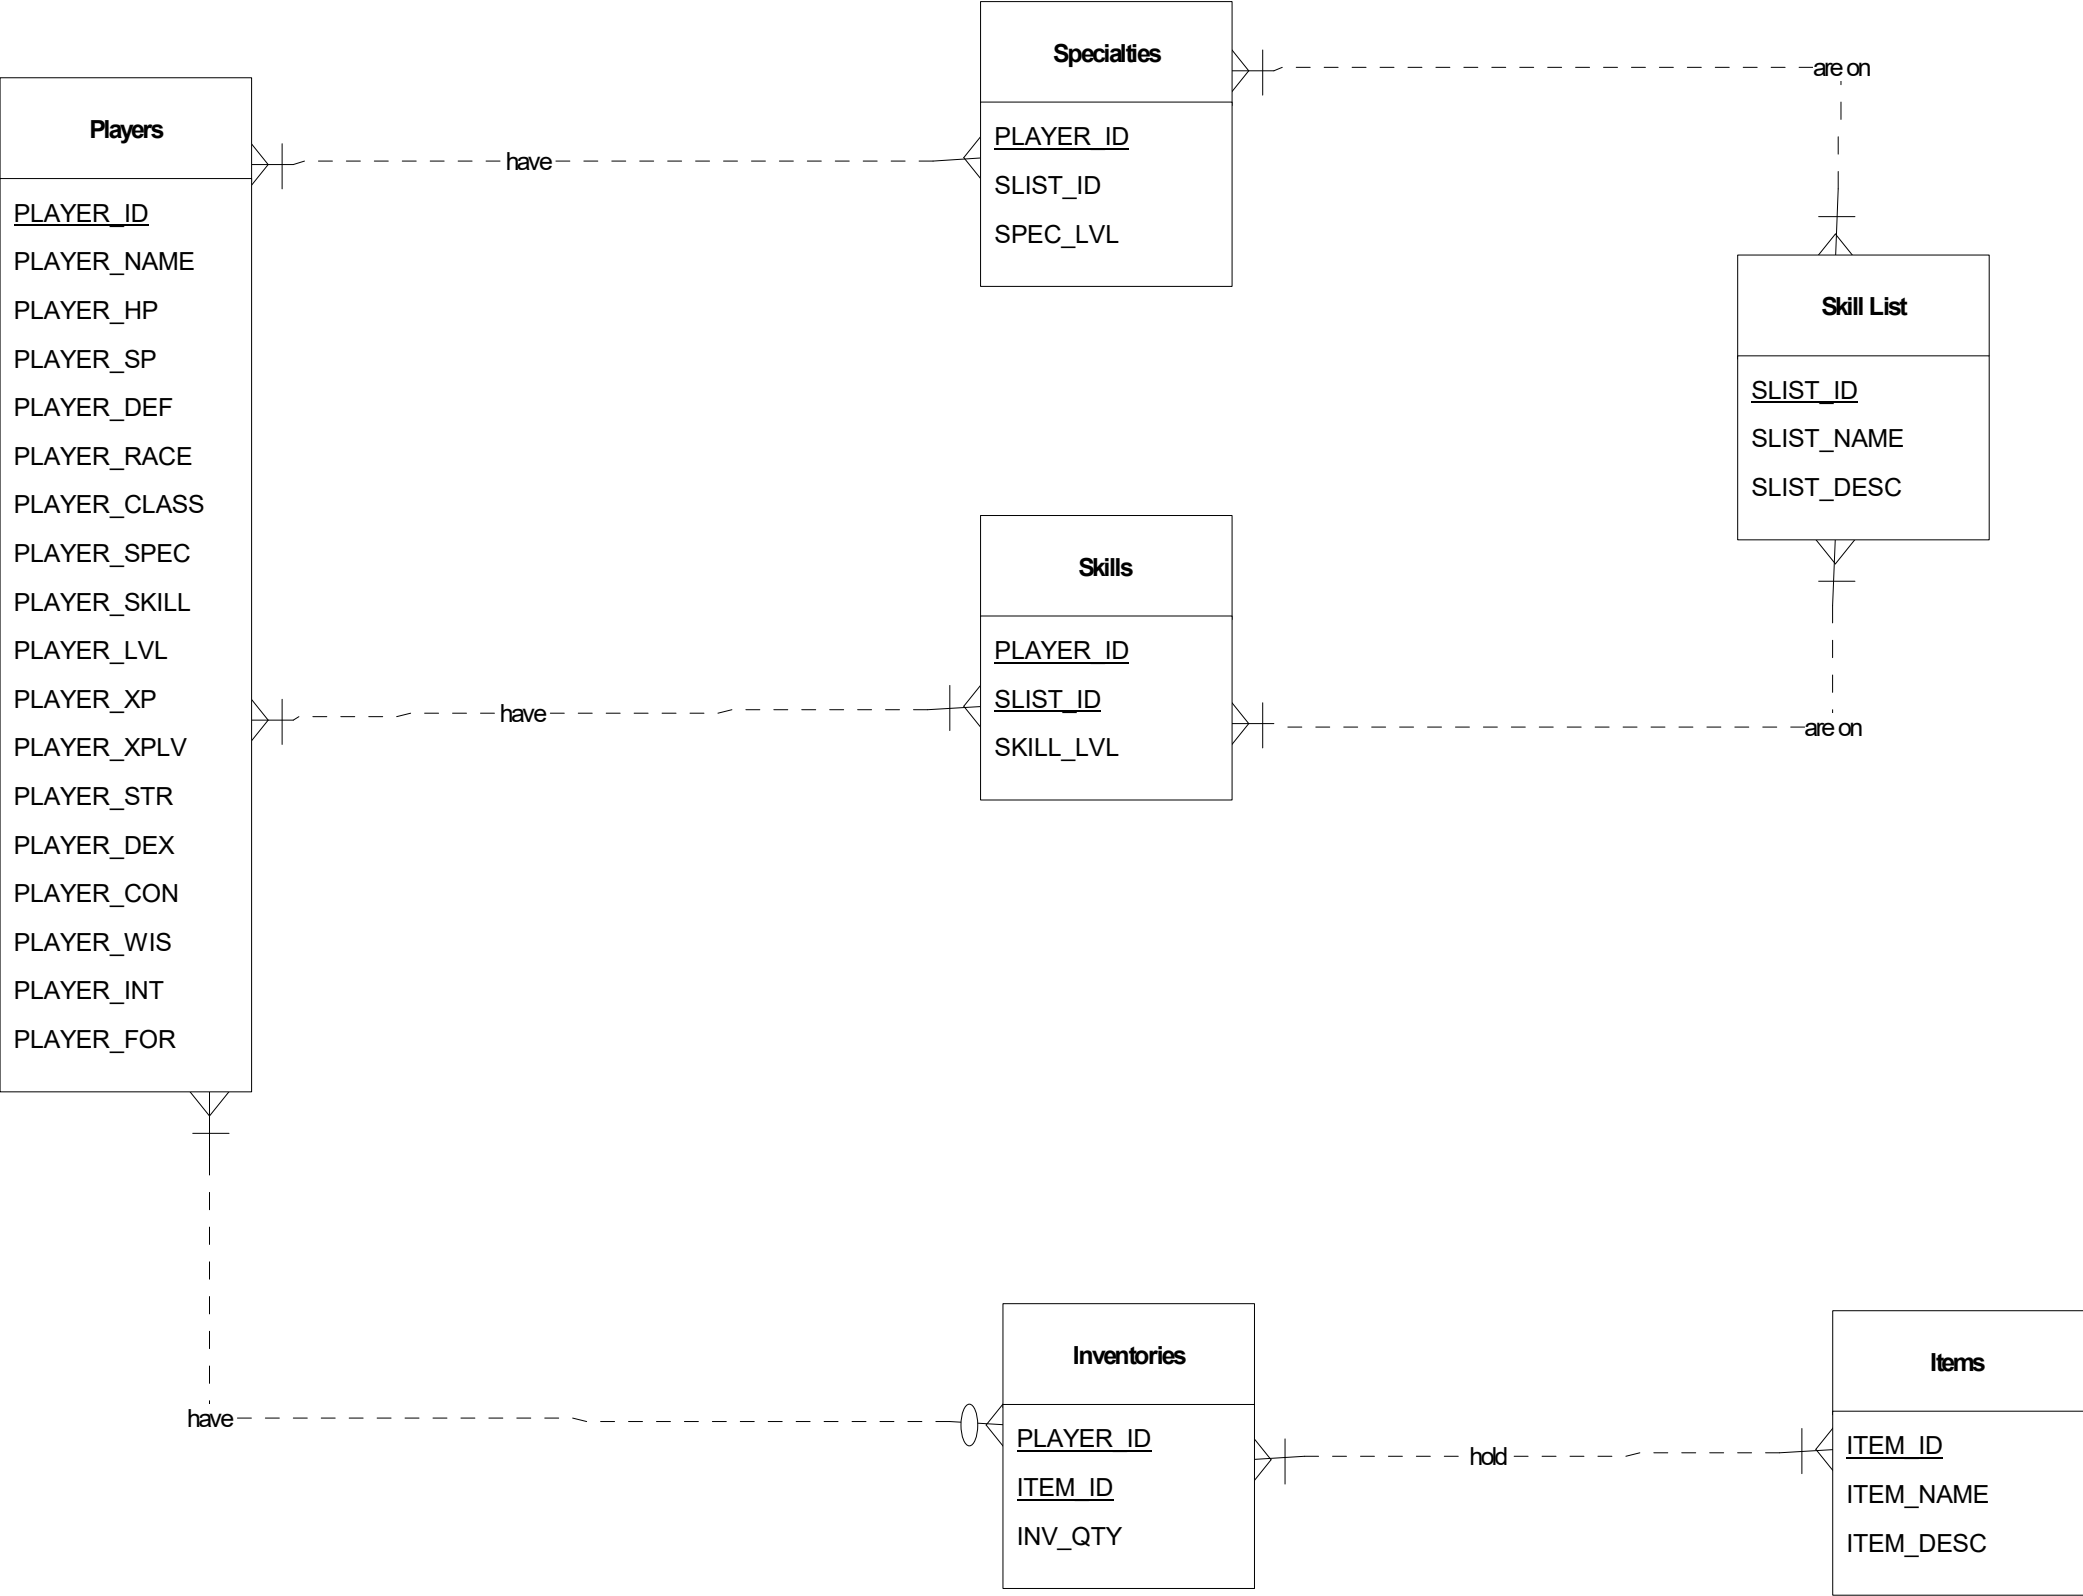 Players
PLAYER_ID
PLAYER_NAME
PLAYER_HP
PLAYER_SP
PLAYER_DEF
PLAYER_RACE
PLAYER_CLASS
PLAYER_SPEC
PLAYER_SKILL
PLAYER_LVL
PLAYER_XP
PLAYER_XPLV
PLAYER_STR
PLAYER_DEX
PLAYER_CON
PLAYER_WIS
PLAYER_INT
PLAYER_FOR
have
Specialties
PLAYER_ID
SLIST_ID
SPEC_LVL
are on
Skill List
SLIST_ID
SLIST_NAME
SLIST_DESC
have
Skills
PLAYER_ID
SLIST_ID
SKILL_LVL
are on
have
Inventories
PLAYER_ID
ITEM_ID
INV_QTY
hold
Items
ITEM_ID
ITEM_NAME
ITEM_DESC